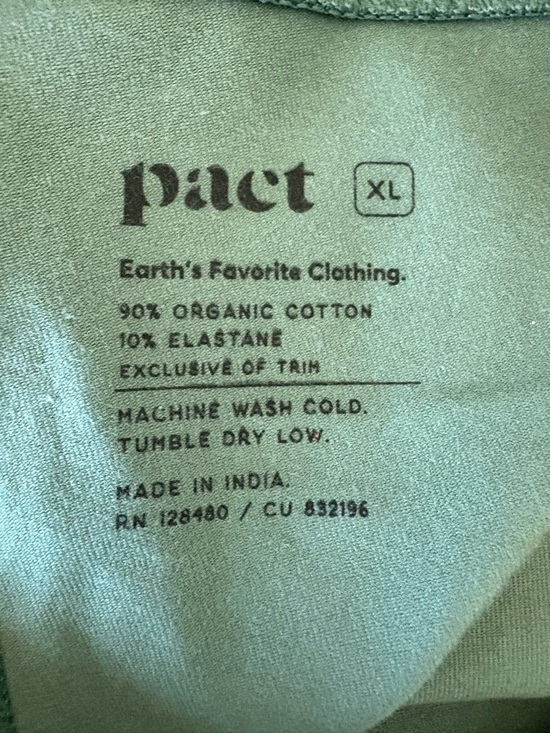 pact XL
Earth's Favorite Clothing.
90% ORGANIC COTTON
10% ELASTANE
EXCLUSIVE OF TRIM
MACHINE WASH COLD.
TUMBLE DRY LOW.
MADE IN INDIA.
RN 128480 / CU 832196